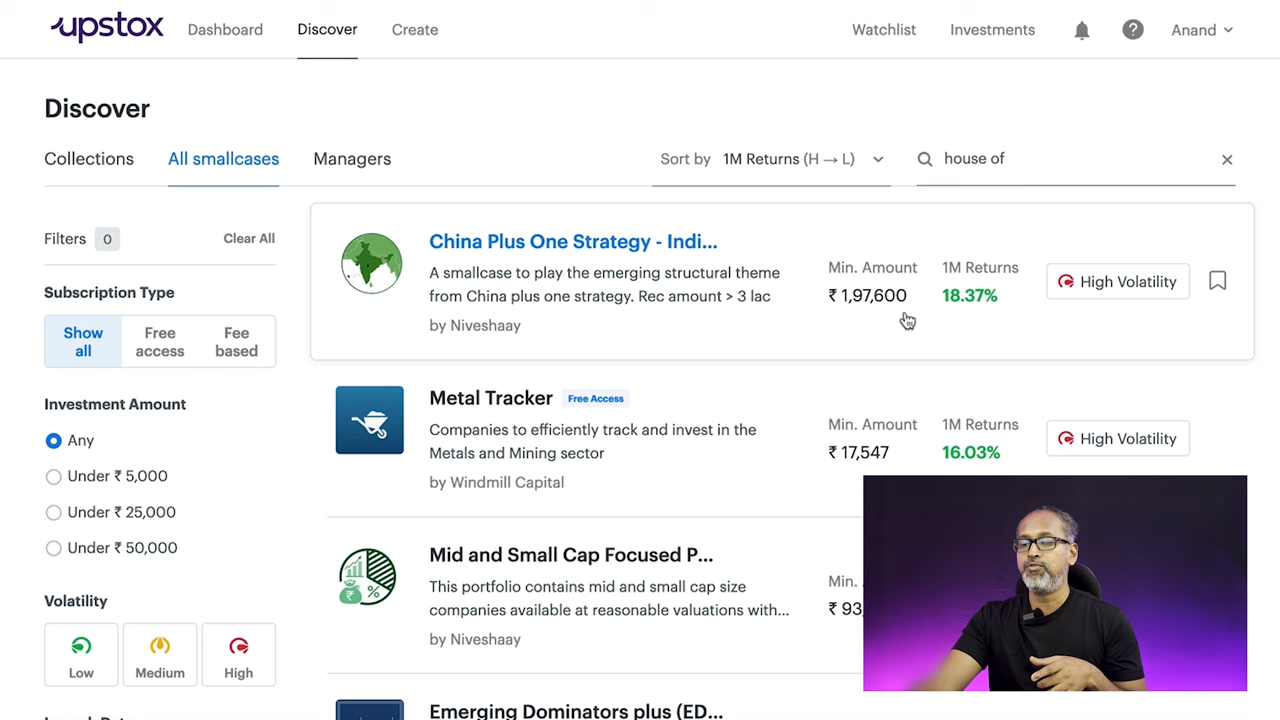 upstox
Dashboard
Discover
Create
Watchlist
Investments
?
Anand
Discover
Collections
All smallcases
Managers
Sort by 1M Returns (H → L)
house of
Filters 0
Clear All
Subscription Type
Show all
Free access
Fee based
Investment Amount
Any
Under ₹ 5,000
Under ₹ 25,000
Under ₹ 50,000
Volatility
Low
Medium
High
China Plus One Strategy - Indi...
A smallcase to play the emerging structural theme
from China plus one strategy. Rec amount > 3 lac
by Niveshaay
Min. Amount
₹ 1,97,600
1M Returns
18.37%
High Volatility
Metal Tracker Free Access
Companies to efficiently track and invest in the
Metals and Mining sector
by Windmill Capital
Min. Amount
₹ 17,547
1M Returns
16.03%
High Volatility
Mid and Small Cap Focused P...
This portfolio contains mid and small cap size
companies available at reasonable valuations with...
by Niveshaay
Min.
₹ 93,
Emerging Dominators plus (ED...